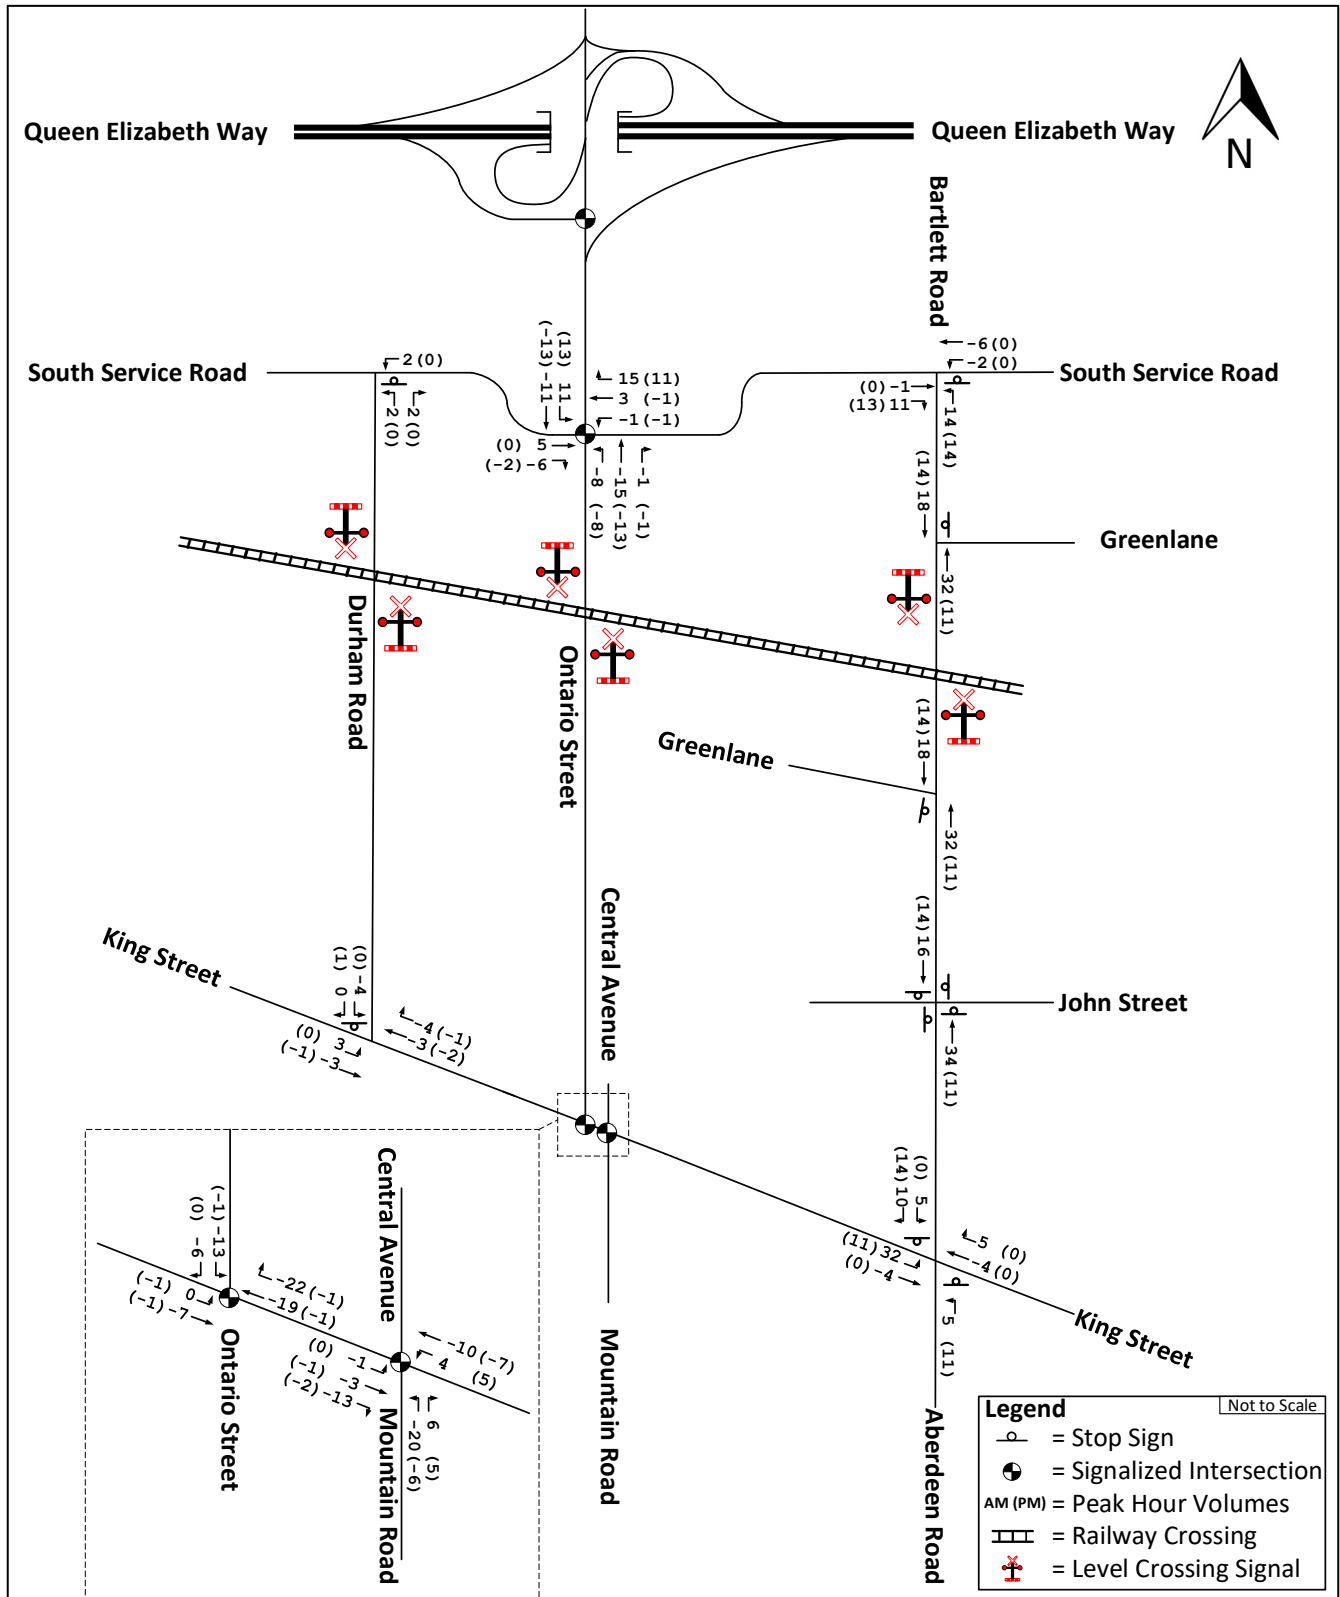 Queen Elizabeth Way
Queen Elizabeth Way
N
Bartlett Road
South Service Road
2 (0)
2 (0)
2 (0)
(-13) -11
(13) 11
15 (11)
3 (-1)
-1 (-1)
(0) 5
(-2) -6
-8 (-8)
-15 (-13)
-1 (-1)
-6 (0)
-2 (0)
South Service Road
(0) -1
(13) 11
14 (14)
(14) 18
Greenlane
32 (11)
Durham Road
Ontario Street
(14) 18
Greenlane
32 (11)
Central Avenue
(14) 16
John Street
34 (11)
King Street
(1) 0
(0) -4
-4 (-1)
-3 (-2)
(0) 3
(-1) -3
(14) 10
(0) 5
5 (0)
-4 (0)
(11) 32
(0) -4
5 (11)
King Street
Mountain Road
Aberdeen Road
Central Avenue
(0) -6
(-1) -13
-22 (-1)
-19 (-1)
(-1) 0
(-1) -7
(0) -1
(-1) -3
(-2) -13
-10 (-7)
4 (5)
-20 (-6)
6 (5)
Ontario Street
Mountain Road
Legend
Not to Scale
= Stop Sign
= Signalized Intersection
AM (PM) = Peak Hour Volumes
= Railway Crossing
= Level Crossing Signal